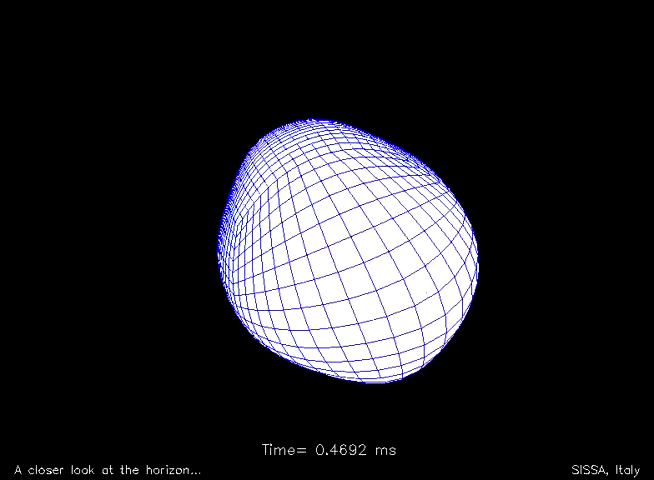 Time= 0.4692 ms
A closer look at the horizon...
SISSA, Italy